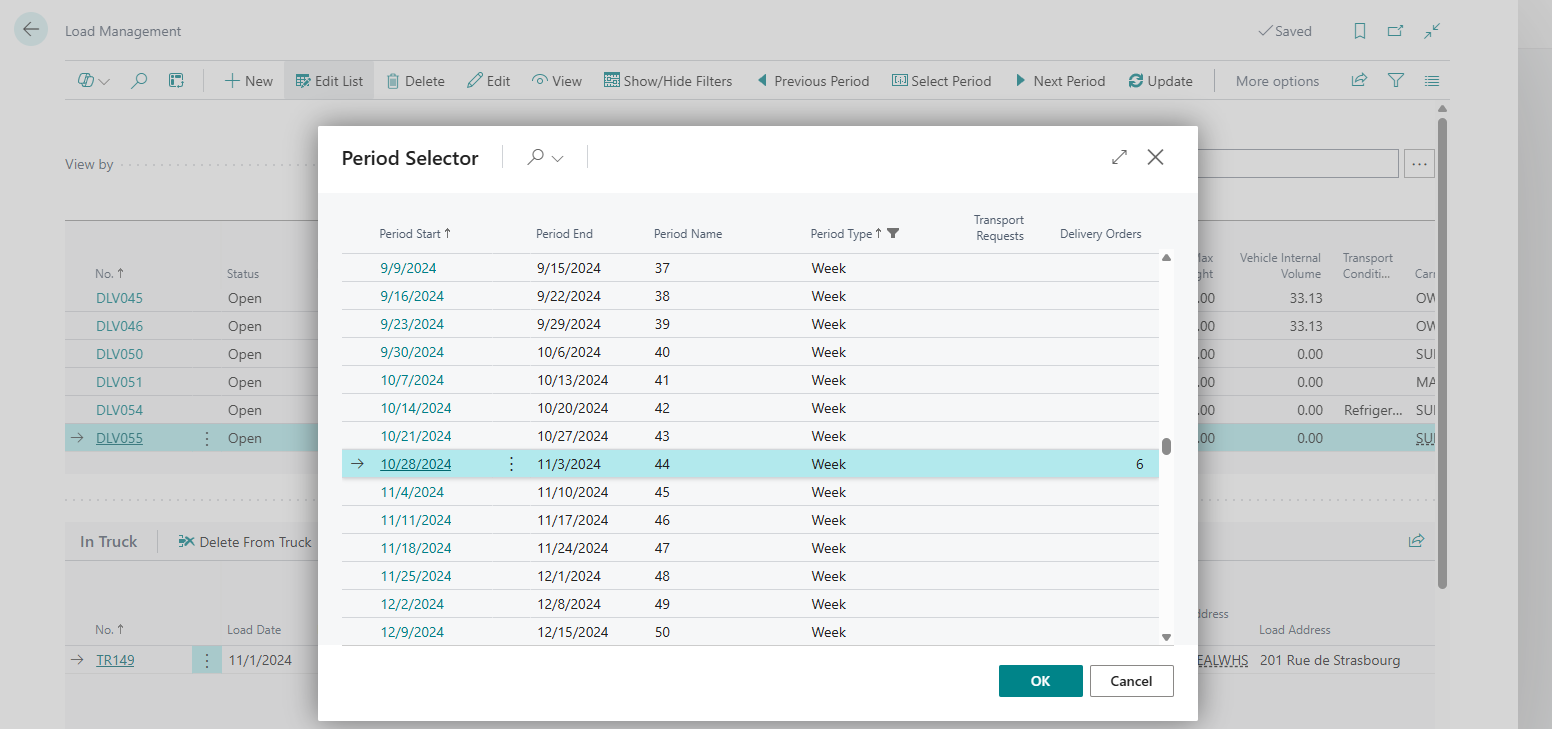 Load Management
Saved
New Edit List Delete Edit View Show/Hide Filters Previous Period Select Period Next Period Update More options
View by
Period Selector
Period Start Period End Period Name Period Type Transport Requests Delivery Orders
9/9/2024 9/15/2024 37 Week
9/16/2024 9/22/2024 38 Week
9/23/2024 9/29/2024 39 Week
9/30/2024 10/6/2024 40 Week
10/7/2024 10/13/2024 41 Week
10/14/2024 10/20/2024 42 Week
10/21/2024 10/27/2024 43 Week
10/28/2024 11/3/2024 44 Week 6
11/4/2024 11/10/2024 45 Week
11/11/2024 11/17/2024 46 Week
11/18/2024 11/24/2024 47 Week
11/25/2024 12/1/2024 48 Week
12/2/2024 12/8/2024 49 Week
12/9/2024 12/15/2024 50 Week
OK Cancel
No. Status Vehicle Internal Volume Transport Conditi...
DLV045 Open .00 33.13 OW
DLV046 Open .00 33.13 OW
DLV050 Open .00 0.00 SU
DLV051 Open .00 0.00 MA
DLV054 Open .00 0.00 Refriger... SU
DLV055 Open .00 0.00 SU
In Truck Delete From Truck
No. Load Date ddress Load Address
TR149 11/1/2024 EALWHS 201 Rue de Strasbourg